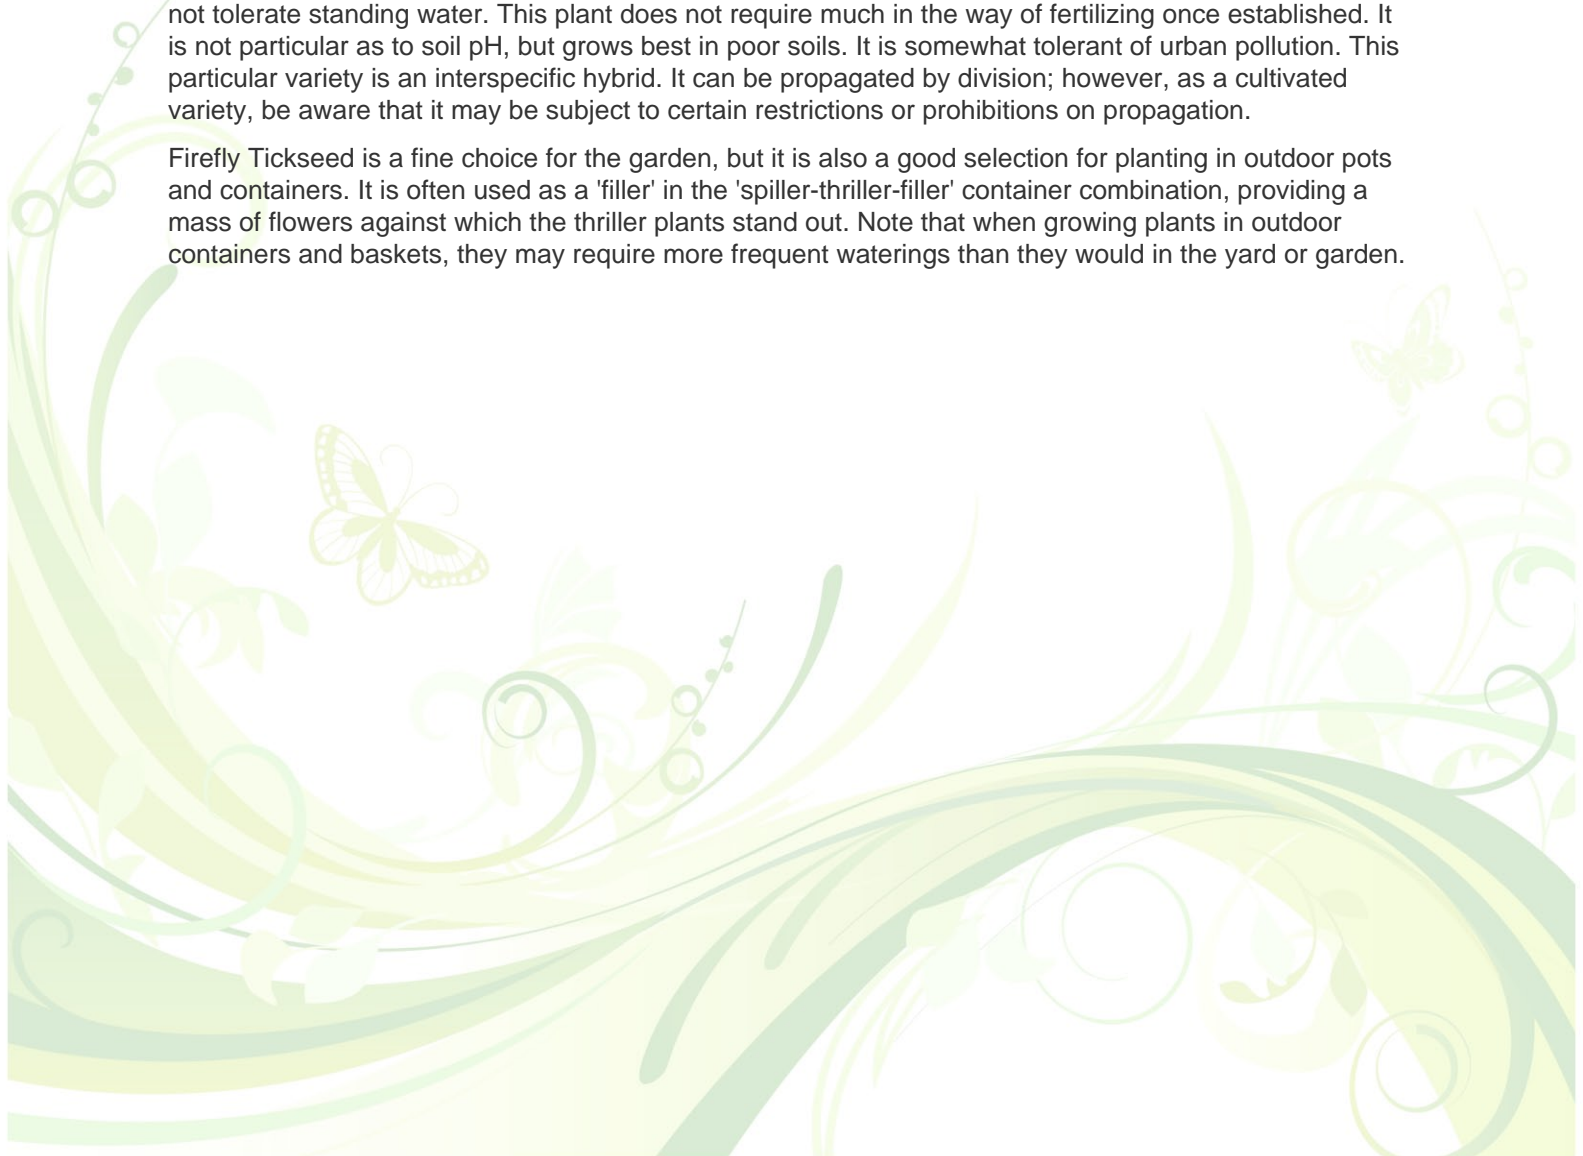 not tolerate standing water. This plant does not require much in the way of fertilizing once established. It
is not particular as to soil pH, but grows best in poor soils. It is somewhat tolerant of urban pollution. This
particular variety is an interspecific hybrid. It can be propagated by division; however, as a cultivated
variety, be aware that it may be subject to certain restrictions or prohibitions on propagation.
Firefly Tickseed is a fine choice for the garden, but it is also a good selection for planting in outdoor pots
and containers. It is often used as a 'filler' in the 'spiller-thriller-filler' container combination, providing a
mass of flowers against which the thriller plants stand out. Note that when growing plants in outdoor
containers and baskets, they may require more frequent waterings than they would in the yard or garden.